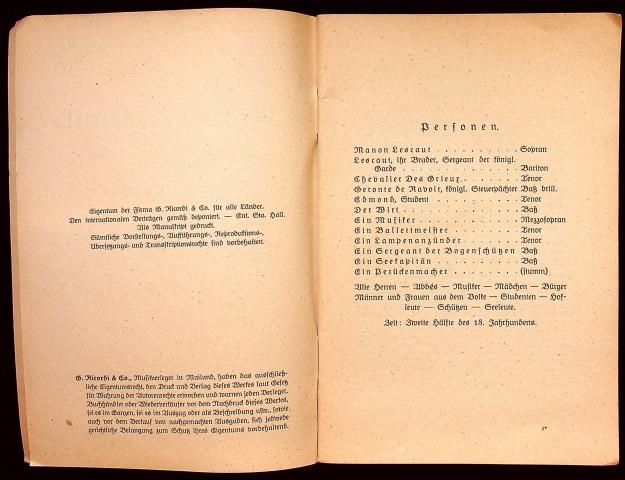 Eigentum der Firma G. Ricordi & Co. für alle Länder.
Den internationalen Verträgen gemäß deponiert. — Ent. Sta. Hall.
Als Manuskript gedruckt.
Sämtliche Vorstellungs-, Aufführungs-, Reproduktions-,
Übersetzungs- und Transkriptionsrechte sind vorbehalten.
G. Ricordi & Co., Musikverleger in Mailand, haben das ausschließ-
liche Eigentumsrecht, den Druck und Verlag dieses Werkes laut Gesetz
für Wahrung der Autorenrechte erworben und warnen jeden Verleger,
Buchhändler oder Wiederverkäufer vor dem Nachdruck dieses Werkes,
sei es im Ganzen, sei es im Auszug oder als Beschreibung usw., sowie
auch vor dem Verkauf von nachgemachten Ausgaben, sich jedwede
gerichtliche Belangung zum Schutz ihres Eigentums vorbehaltend.
Personen.
Manon Lescaut . . . . . . . . . . Sopran
Lescaut, ihr Bruder, Sergeant der königl.
Garde . . . . . . . . . . . . Bariton
Chevalier Des Grieux . . . . . . . Tenor
Geronte de Ravoir, königl. Steuerpächter Baß brill.
Edmond, Student . . . . . . . . . Tenor
Der Wirt . . . . . . . . . . . . Baß
Ein Musiker . . . . . . . . . . . Mezzosopran
Ein Ballettmeister . . . . . . . . Tenor
Ein Lampenanzünder . . . . . . . Tenor
Ein Sergeant der Bogenschützen Baß
Ein Seekapitän . . . . . . . . . . Baß
Ein Perückenmacher . . . . . . . . (stumm)
Alte Herren — Abbés — Musiker — Mädchen — Bürger
Männer und Frauen aus dem Volke — Studenten — Hof-
leute — Schützen — Seeleute.
Zeit: Zweite Hälfte des 18. Jahrhunderts.
1*